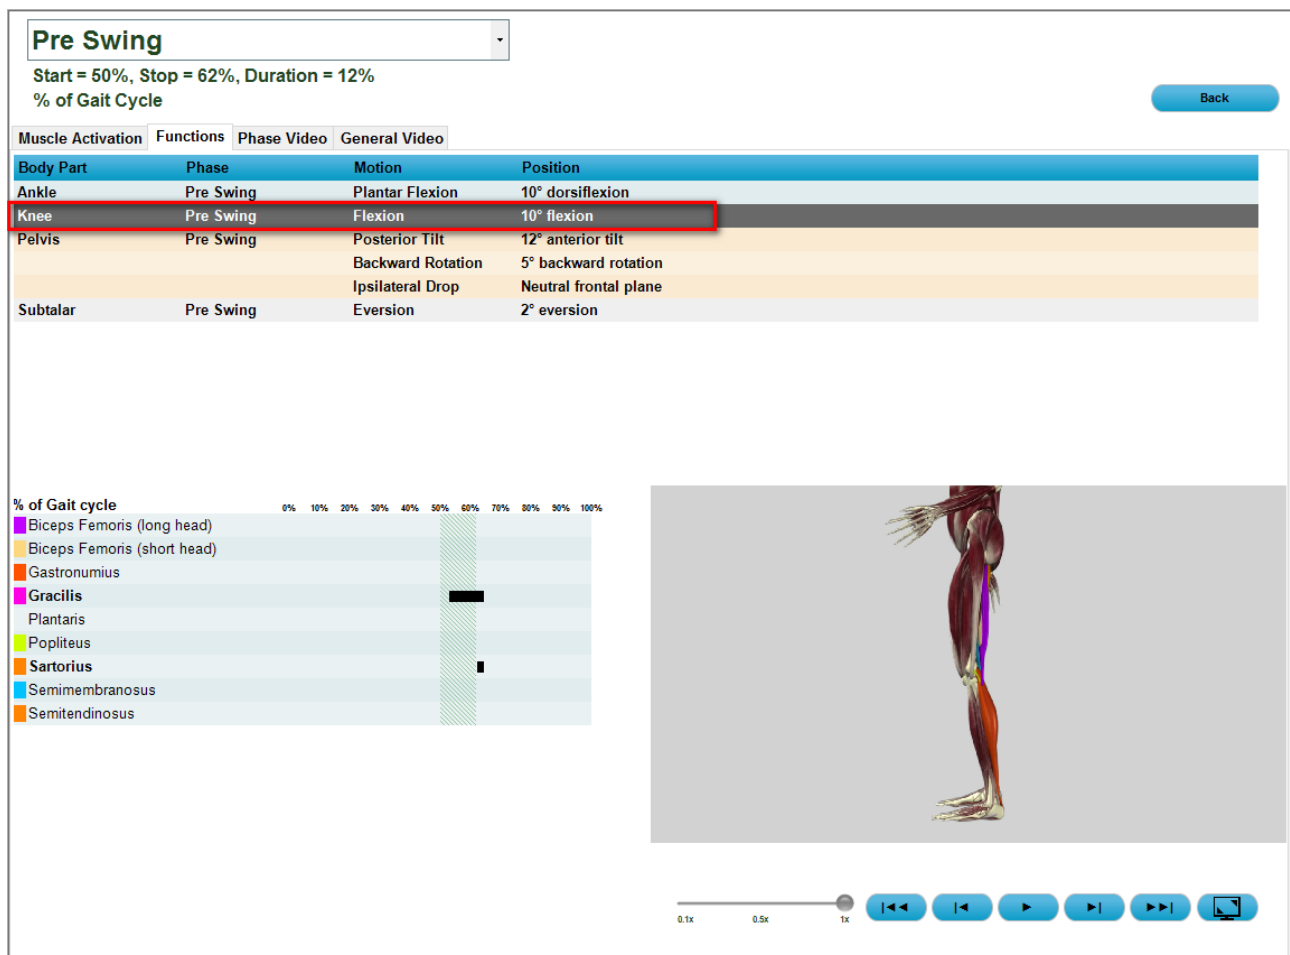 Pre Swing
Start = 50%, Stop = 62%, Duration = 12%
% of Gait Cycle
Back
Muscle Activation Functions Phase Video General Video
Body Part Phase Motion Position
Ankle Pre Swing Plantar Flexion 10° dorsiflexion
Knee Pre Swing Flexion 10° flexion
Pelvis Pre Swing Posterior Tilt 12° anterior tilt
Backward Rotation 5° backward rotation
Ipsilateral Drop Neutral frontal plane
Subtalar Pre Swing Eversion 2° eversion
% of Gait cycle 0% 10% 20% 30% 40% 50% 60% 70% 80% 90% 100%
Biceps Femoris (long head)
Biceps Femoris (short head)
Gastronumius
Gracilis
Plantaris
Popliteus
Sartorius
Semimembranosus
Semitendinosus
0.1x 0.5x 1x